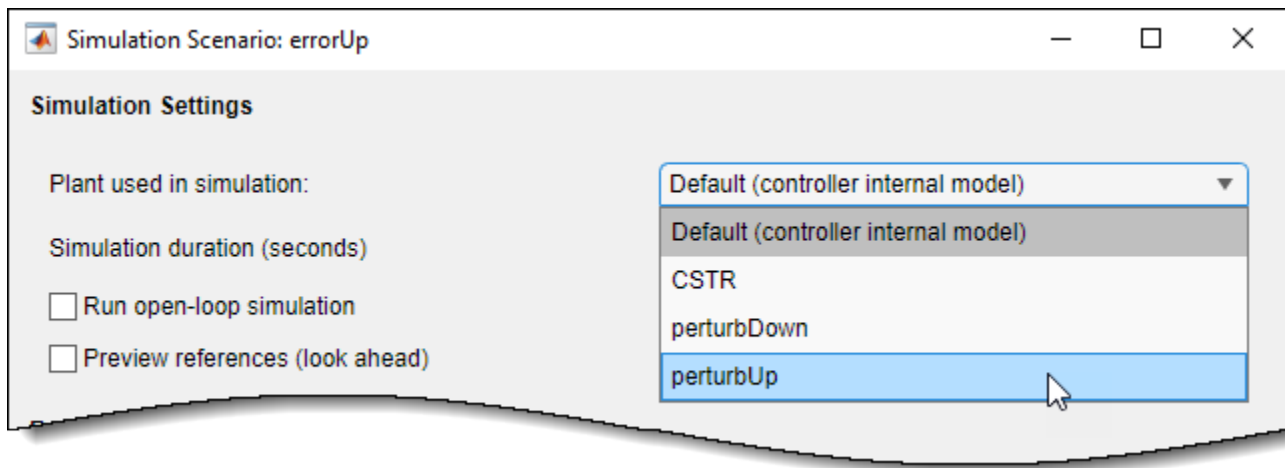 Simulation Scenario: errorUp
Simulation Settings
Plant used in simulation:
Default (controller internal model)
Default (controller internal model)
Simulation duration (seconds)
CSTR
Run open-loop simulation
perturbDown
Preview references (look ahead)
perturbUp